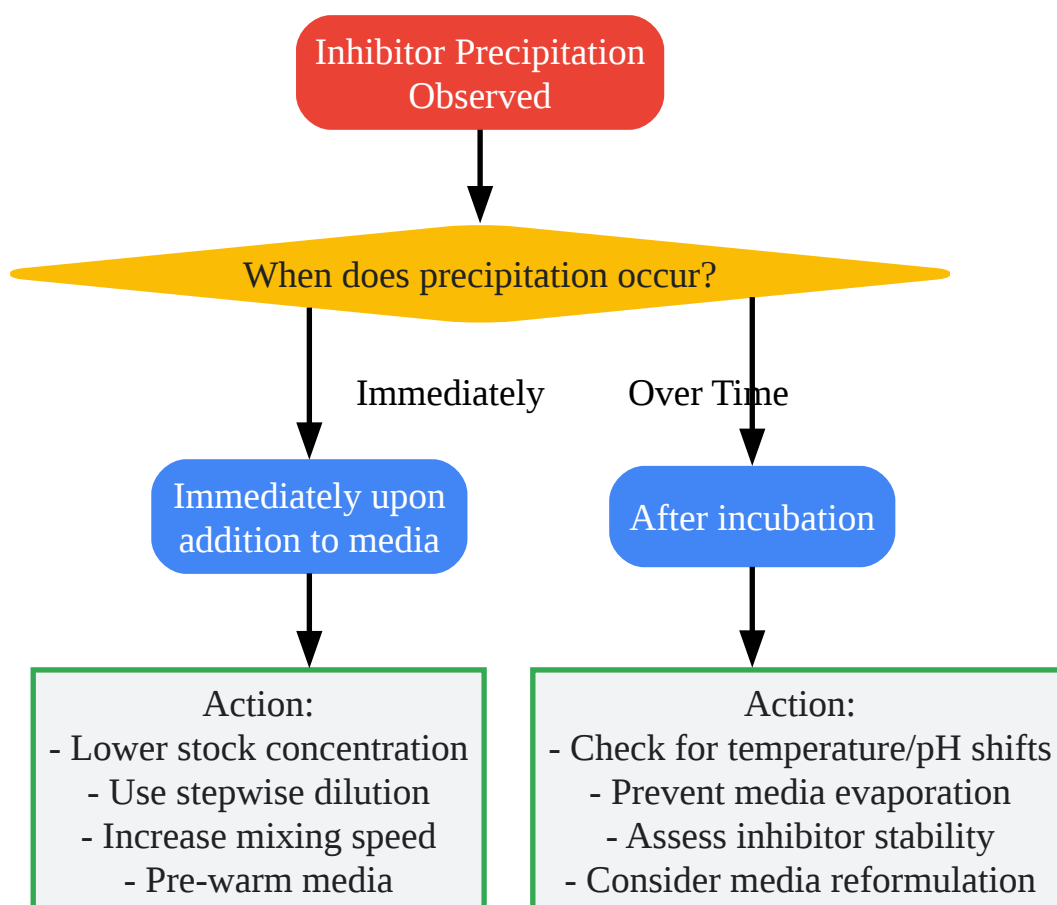 Inhibitor Precipitation
Observed
When does precipitation occur?
Immediately
Over Time
Immediately upon
addition to media
After incubation
Action:
- Lower stock concentration
- Use stepwise dilution
- Increase mixing speed
- Pre-warm media
Action:
- Check for temperature/pH shifts
- Prevent media evaporation
- Assess inhibitor stability
- Consider media reformulation